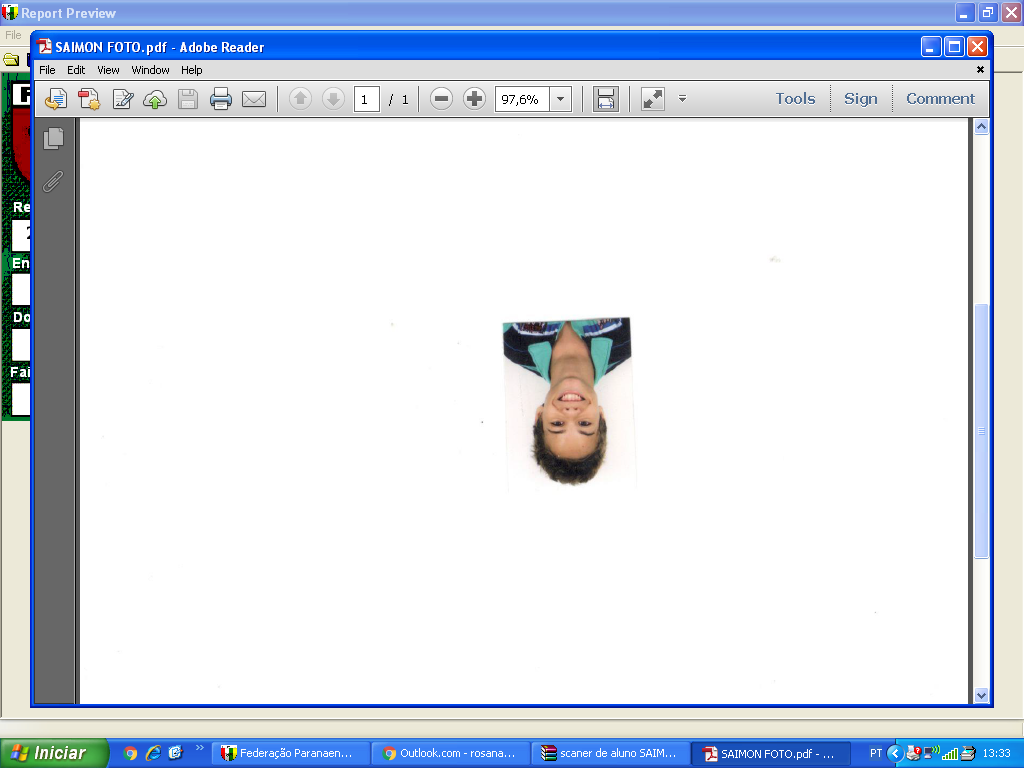 Report Preview
File
SAIMON FOTO.pdf - Adobe Reader
File Edit View Window Help
1 / 1 97,6% Tools Sign Comment
Re
En
Do
Fai
Iniciar
Federação Paranaen...
Outlook.com - rosana...
scaner de aluno SAIM...
SAIMON FOTO.pdf - ...
PT
13:33